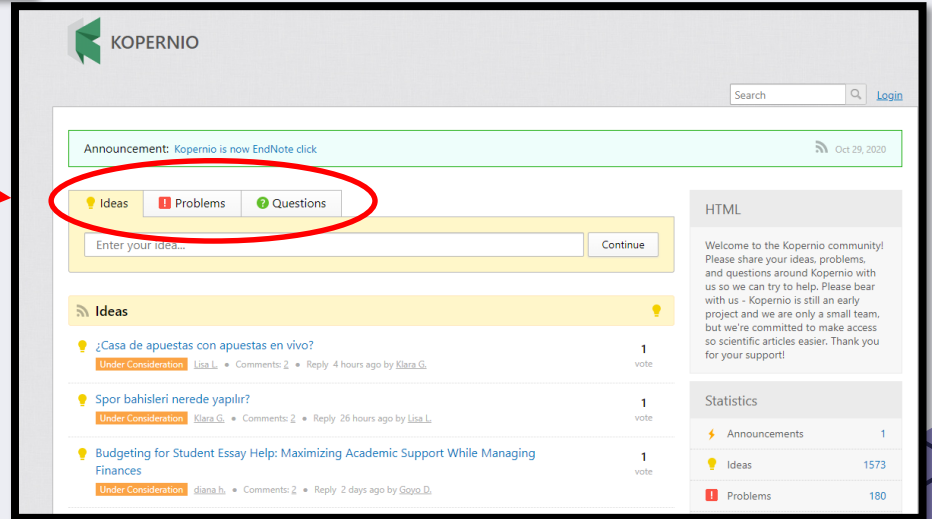 KOPERNIO
Search
Login
Announcement: Kopernio is now EndNote click
Oct 29, 2020
Ideas
Problems
Questions
Enter your idea...
Continue
Ideas
¿Casa de apuestas con apuestas en vivo?
1
Under Consideration Lisa L. • Comments: 2 • Reply 4 hours ago by Klara G.
vote
Spor bahisleri nerede yapılır?
1
Under Consideration Klara G. • Comments: 2 • Reply 26 hours ago by Lisa L.
vote
Budgeting for Student Essay Help: Maximizing Academic Support While Managing
Finances
1
vote
Under Consideration diana h. • Comments: 2 • Reply 2 days ago by Goyo D.
HTML
Welcome to the Kopernio community!
Please share your ideas, problems,
and questions around Kopernio with
us so we can try to help. Please bear
with us - Kopernio is still an early
project and we are only a small team,
but we're committed to make access
so scientific articles easier. Thank you
for your support!
Statistics
Announcements 1
Ideas 1573
Problems 180